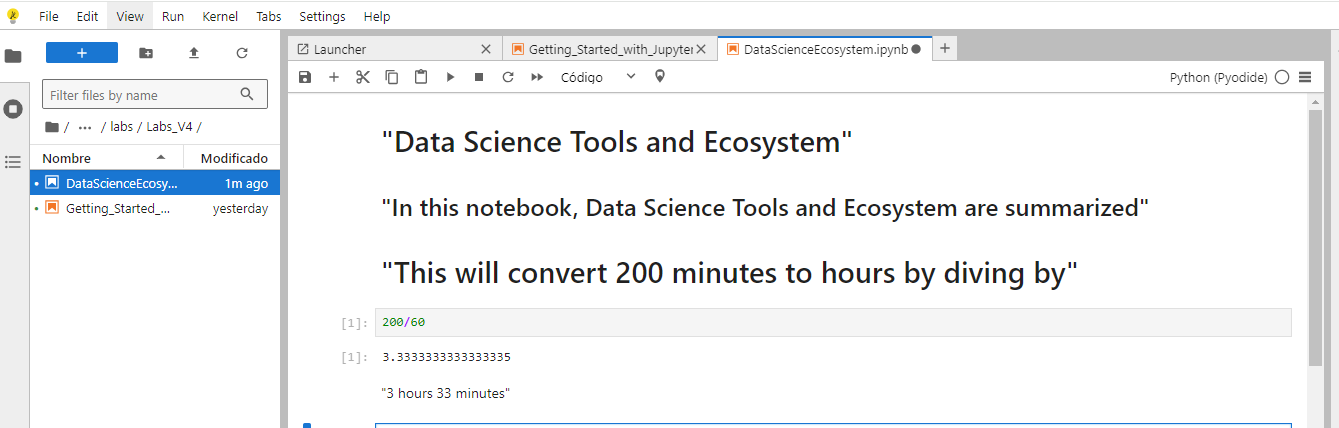 File Edit View Run Kernel Tabs Settings Help
Launcher Getting_Started_with_Jupyter DataScienceEcosystem.ipynb
Filter files by name
Código Python (Pyodide)
/ ··· / labs / Labs_V4 /
Nombre Modificado
DataScienceEcosy... 1m ago
Getting_Started_... yesterday
"Data Science Tools and Ecosystem"
"In this notebook, Data Science Tools and Ecosystem are summarized"
"This will convert 200 minutes to hours by diving by"
[1]: 200/60
[1]: 3.3333333333333335
"3 hours 33 minutes"